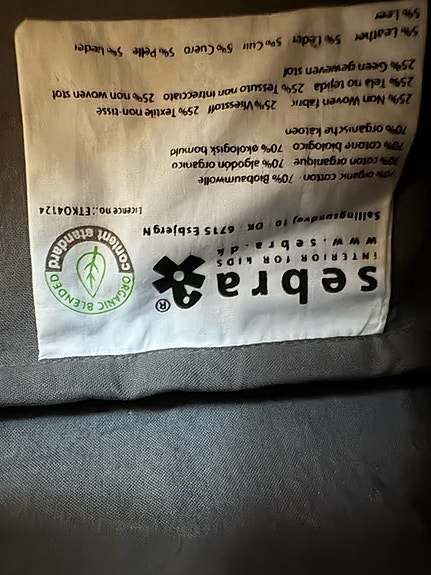 sebra ®
INTERIOR FOR KIDS
www.sebra.dk
Sallingsundvej 10 · DK - 6715 Esbjerg N
ORGANIC BLENDED content standard
Licence no.: ETK04124
70% organic cotton · 70% Biobaumwolle
70% coton organique 70% algodón organico
70% cotone biologico 70% økologisk bomuld
70% organische katoen
25% Non Woven fabric 25% Vliesstoff 25% Textile non-tissé
25% Tela no tejida 25% Tessuto non intrecciato 25% non woven stof
25% Geen geweven stof
5% Leather 5% Leder 5% Cuir 5% Cuero 5% Pelle 5% læder
5% Leer